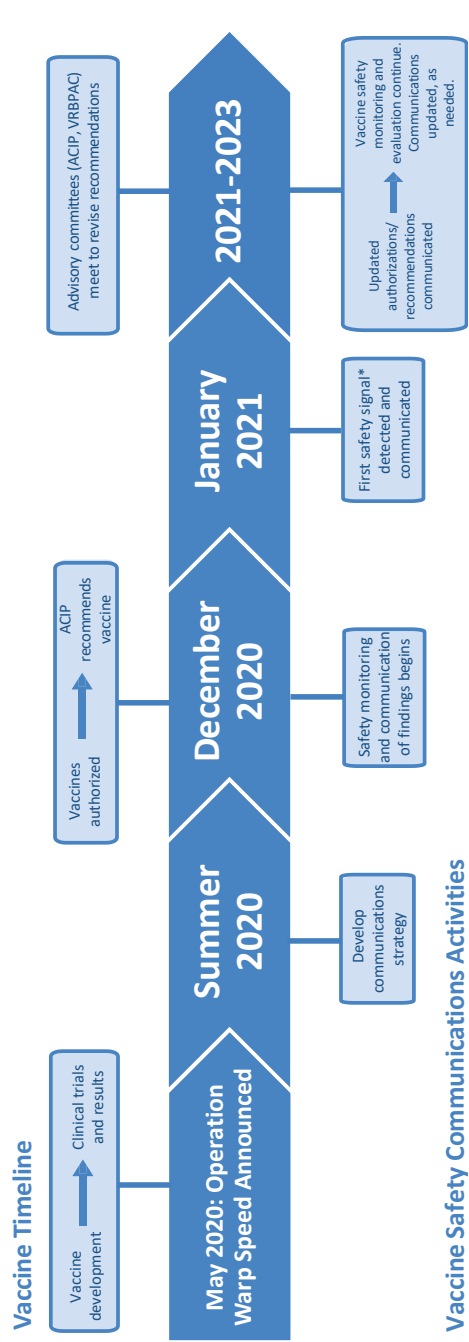 Vaccine Timeline
Vaccine
development
Clinical trials
and results
Vaccines
authorized
ACIP
recommends
vaccine
Advisory committees (ACIP, VRBPAC)
meet to revise recommendations
May 2020: Operation
Warp Speed Announced
Summer
2020
December
2020
January
2021
2021-2023
Develop
communications
strategy
Safety monitoring
and communication
of findings begins
First safety signal*
detected and
communicated
Updated
authorizations/
recommendations
communicated
Vaccine safety
monitoring and
evaluation continue.
Communications
updated, as
needed.
Vaccine Safety Communications Activities